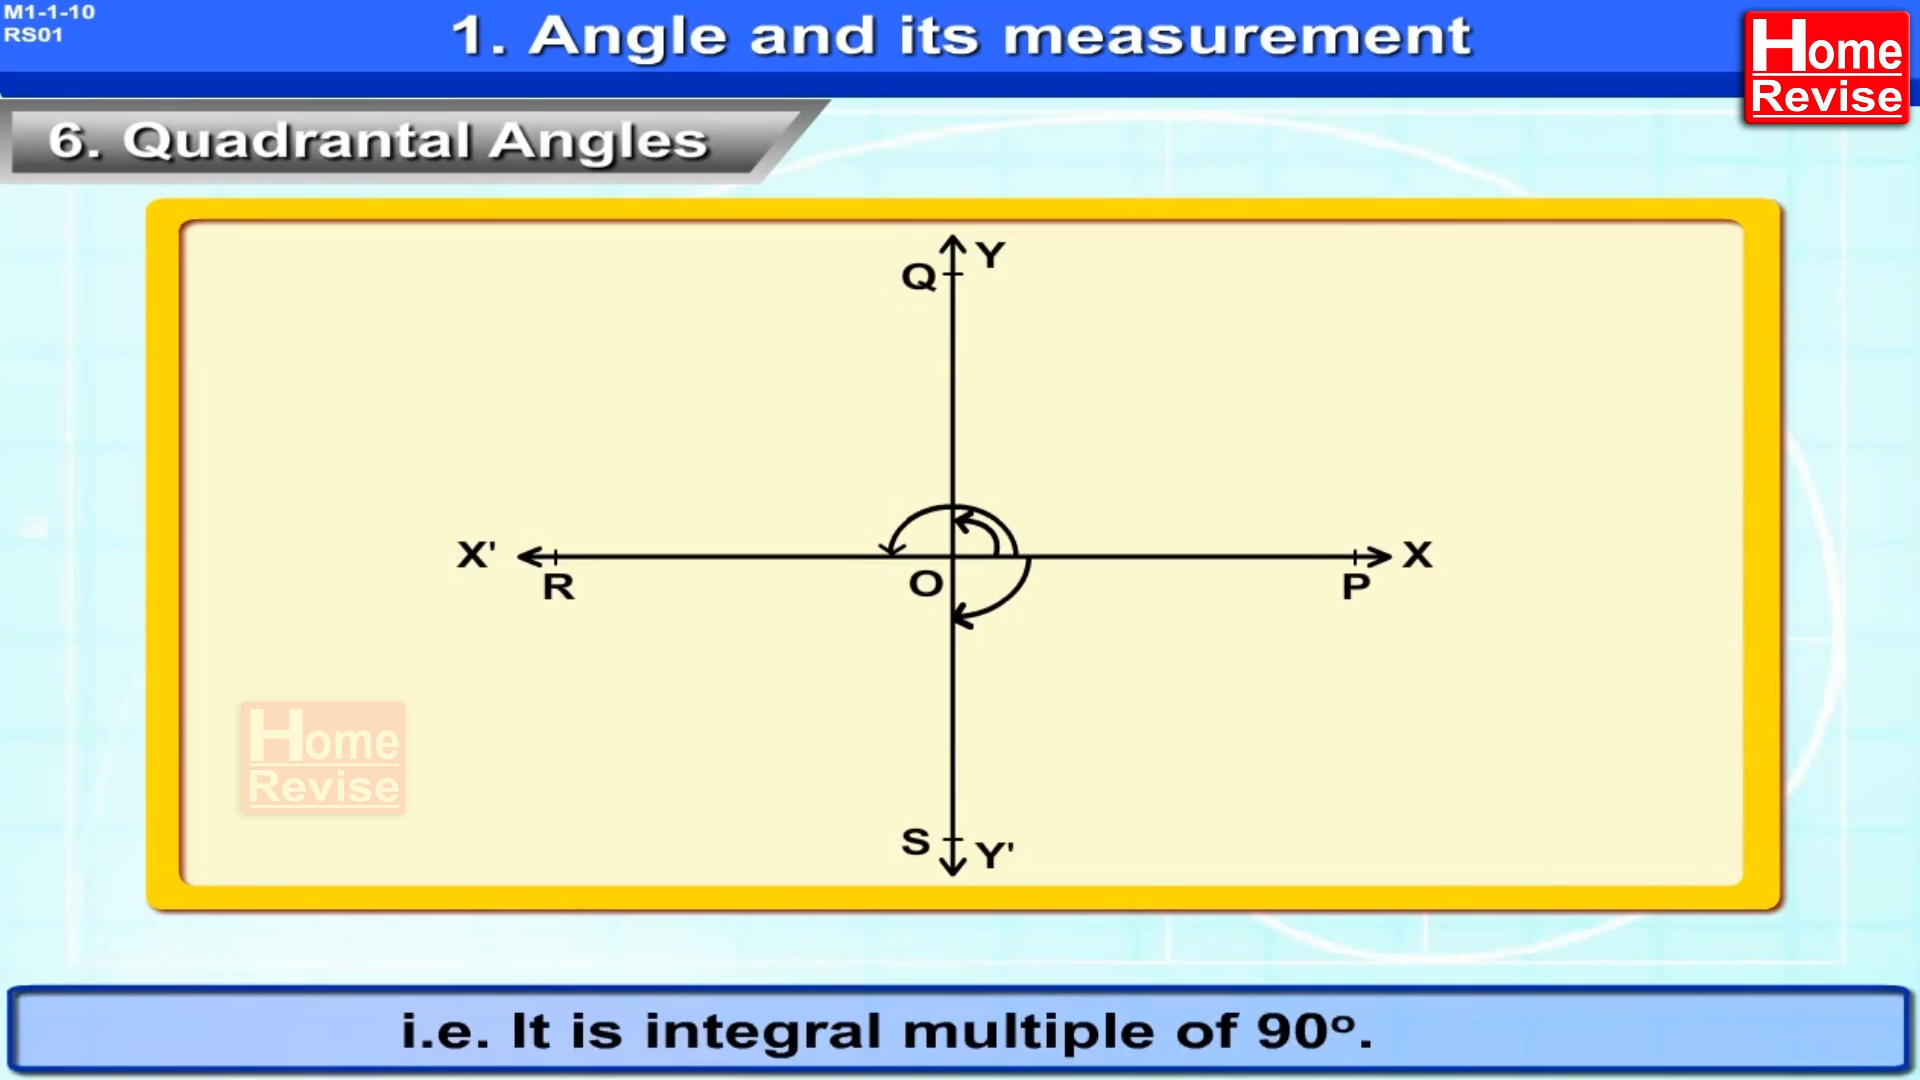 M1-1-10
RS01
1. Angle and its measurement
Home
Revise
6. Quadrantal Angles
Y
Q
X'
X
R
O
P
Home
Revise
S
Y'
i.e. It is integral multiple of 90°.